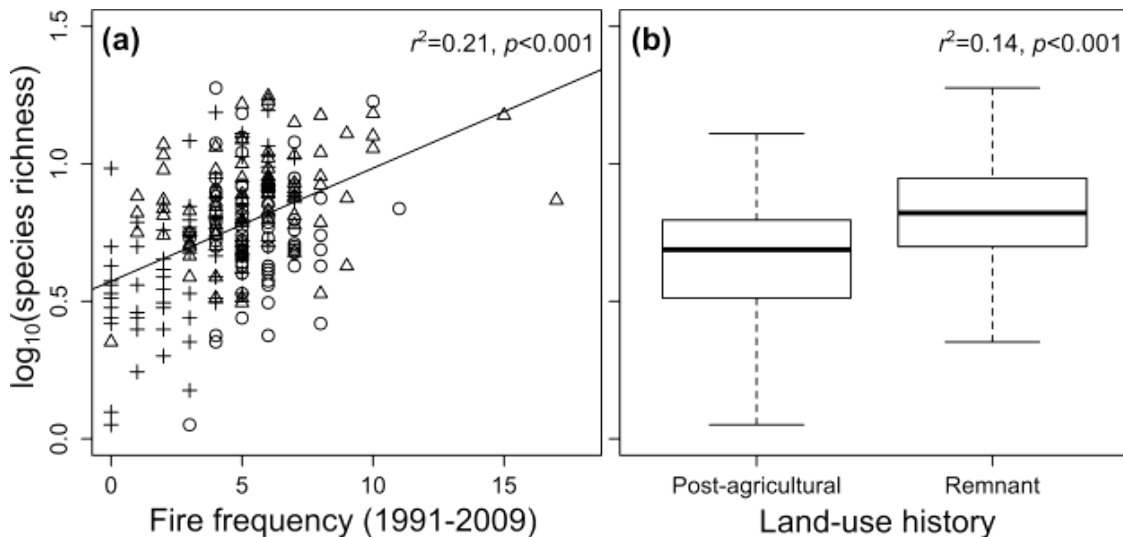 (a)
r²=0.21, p<0.001
log₁₀(species richness)
1.5
1.0
0.5
0.0
0
5
10
15
Fire frequency (1991-2009)
(b)
r²=0.14, p<0.001
Post-agricultural
Remnant
Land-use history